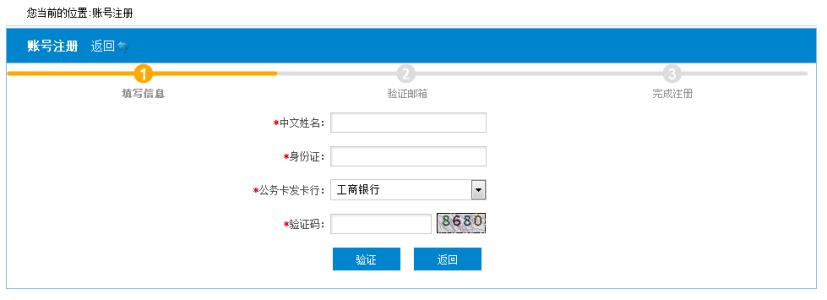 您当前的位置:账号注册
账号注册 返回
1 2 3
填写信息 验证邮箱 完成注册
*中文姓名:
*身份证:
*公务卡发卡行: 工商银行
*验证码: 8680
验证 返回